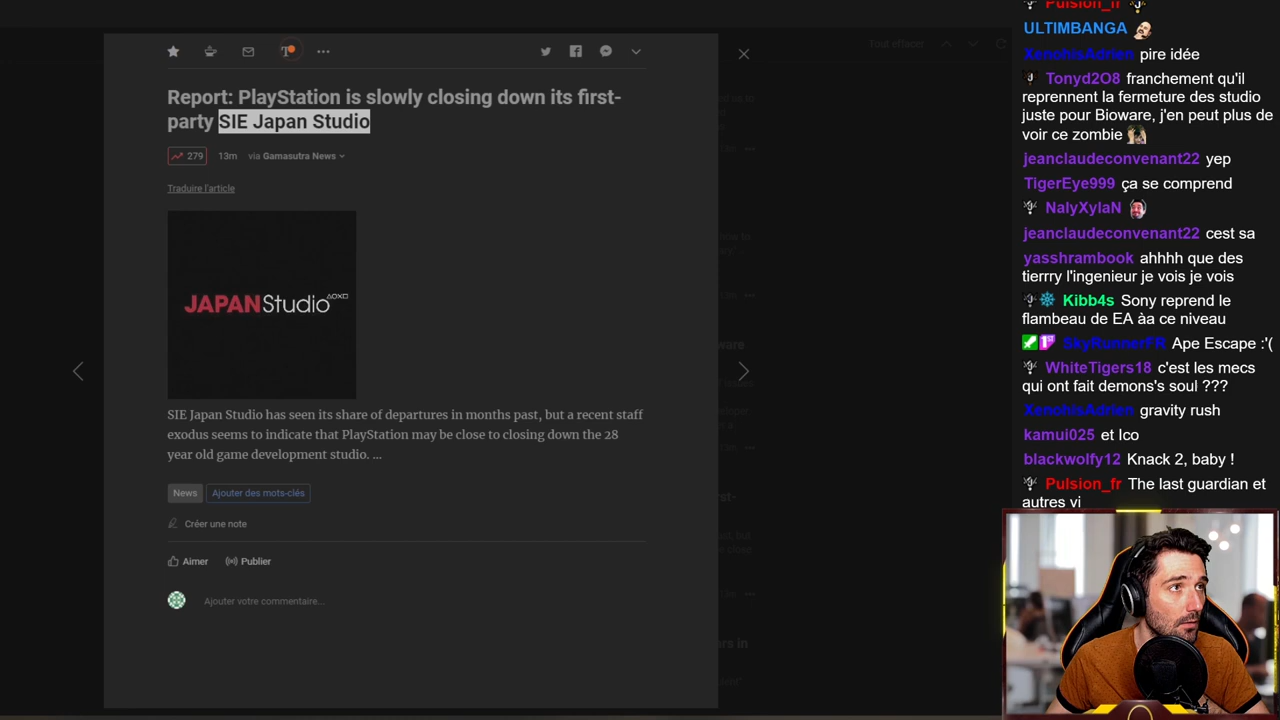 Tout effacer
Report: PlayStation is slowly closing down its first-
party SIE Japan Studio
279 13m via Gamasutra News
Traduire l'article
JAPANStudio
SIE Japan Studio has seen its share of departures in months past, but a recent staff
exodus seems to indicate that PlayStation may be close to closing down the 28
year old game development studio. ...
News Ajouter des mots-clés
Créer une note
Aimer Publier
Ajouter votre commentaire...
Pulsion_fr
ULTIMBANGA
XenohisAdrien pire idée
Tonyd2O8 franchement qu'il
reprennent la fermeture des studio
juste pour Bioware, j'en peut plus de
voir ce zombie
jeanclaudeconvenant22 yep
TigerEye999 ça se comprend
NalyXylaN
jeanclaudeconvenant22 cest sa
yasshrambook ahhhh que des
tierrry l'ingenieur je vois je vois
Kibb4s Sony reprend le
flambeau de EA àa ce niveau
SkyRunnerFR Ape Escape :'(
WhiteTigers18 c'est les mecs
qui ont fait demons's soul ???
XenohisAdrien gravity rush
kamui025 et Ico
blackwolfy12 Knack 2, baby !
Pulsion_fr The last guardian et
autres vi